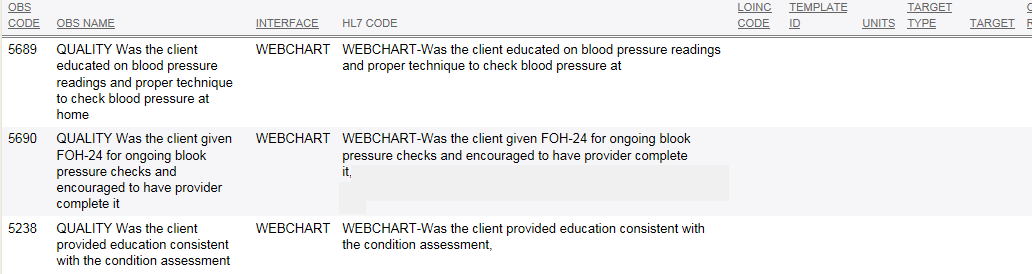 OBS CODE OBS NAME INTERFACE HL7 CODE LOINC CODE TEMPLATE ID UNITS TARGET TYPE TARGET
5689 QUALITY Was the client WEBCHART WEBCHART-Was the client educated on blood pressure readings
educated on blood pressure and proper technique to check blood pressure at
readings and proper technique
to check blood pressure at
home
5690 QUALITY Was the client given WEBCHART WEBCHART-Was the client given FOH-24 for ongoing blook
FOH-24 for ongoing blook pressure checks and encouraged to have provider complete
pressure checks and it,
encouraged to have provider
complete it
5238 QUALITY Was the client WEBCHART WEBCHART-Was the client provided education consistent with
provided education consistent the condition assessment,
with the condition assessment